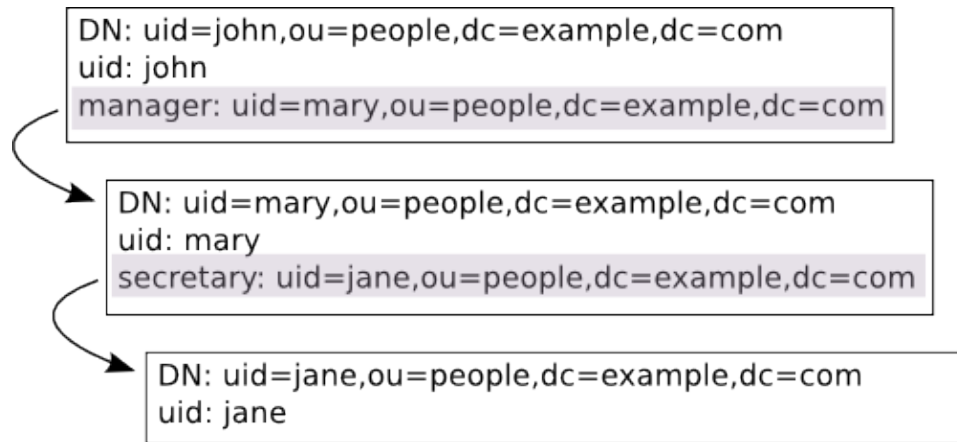 DN: uid=john,ou=people,dc=example,dc=com
uid: john
manager: uid=mary,ou=people,dc=example,dc=com
DN: uid=mary,ou=people,dc=example,dc=com
uid: mary
secretary: uid=jane,ou=people,dc=example,dc=com
DN: uid=jane,ou=people,dc=example,dc=com
uid: jane